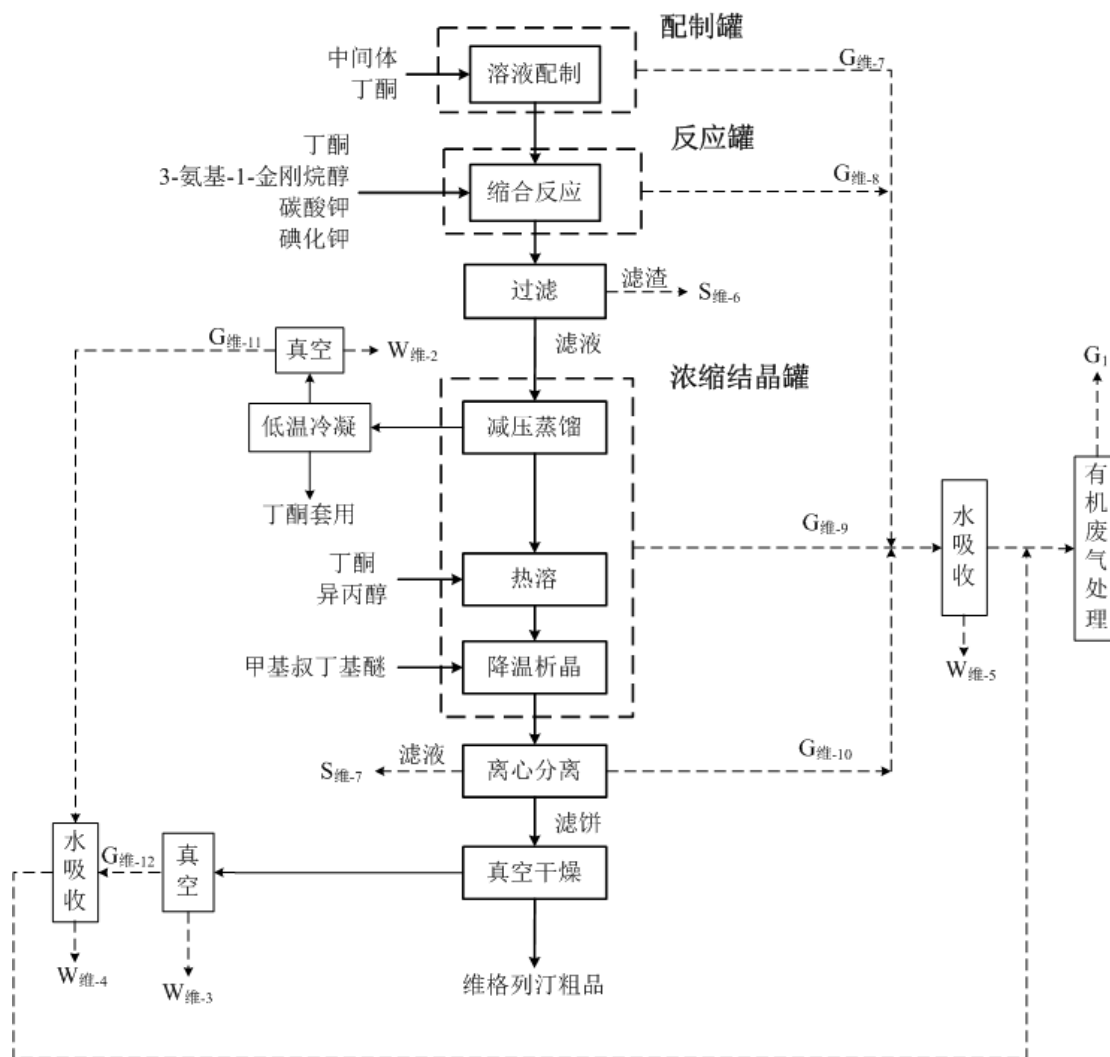 配制罐
中间体
丁酮
溶液配制
G维-7
反应罐
丁酮
3-氨基-1-金刚烷醇
碳酸钾
碘化钾
缩合反应
G维-8
过滤
滤渣
S维-6
滤液
G维-11
真空
W维-2
浓缩结晶罐
G1
低温冷凝
减压蒸馏
丁酮套用
有机废气处理
水吸收
G维-9
丁酮
异丙醇
热溶
甲基叔丁基醚
降温析晶
W维-5
滤液
S维-7
离心分离
G维-10
滤饼
水吸收
G维-12
真空
真空干燥
W维-4
W维-3
维格列汀粗品